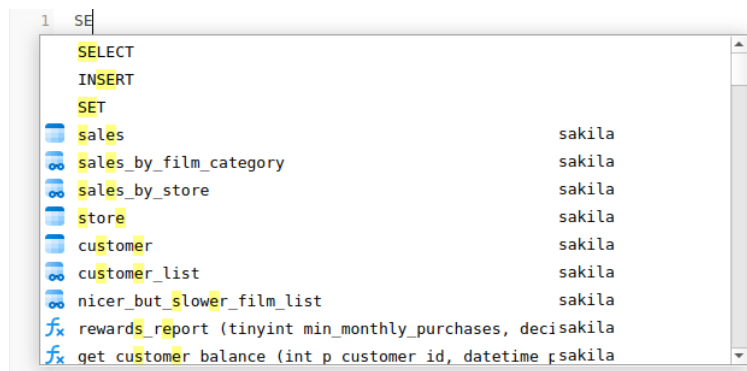 1 SE
SELECT
INSERT
SET
sales sakila
sales_by_film_category sakila
sales_by_store sakila
store sakila
customer sakila
customer_list sakila
nicer_but_slower_film_list sakila
rewards_report (tinyint min_monthly_purchases, deci sakila
get_customer_balance (int p_customer_id, datetime p sakila